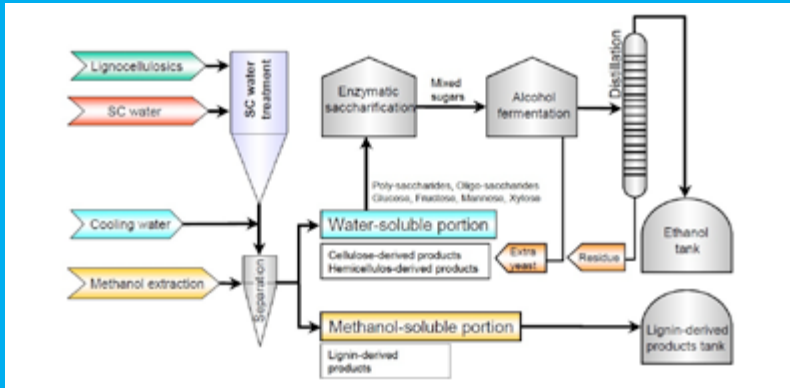 Lignocellulosics
SC water
SC water
treatment
Cooling water
Methanol extraction
Separation
Enzymatic
saccharification
Mixed
sugars
Alcohol
fermentation
Distillation
Poly-saccharides, Oligo-saccharides
Glucose, Fructose, Mannose, Xylose
Water-soluble portion
Cellulose-derived products
Hemicellulos-derived products
Extra
yeast
Residue
Ethanol
tank
Methanol-soluble portion
Lignin-derived
products
Lignin-derived
products tank